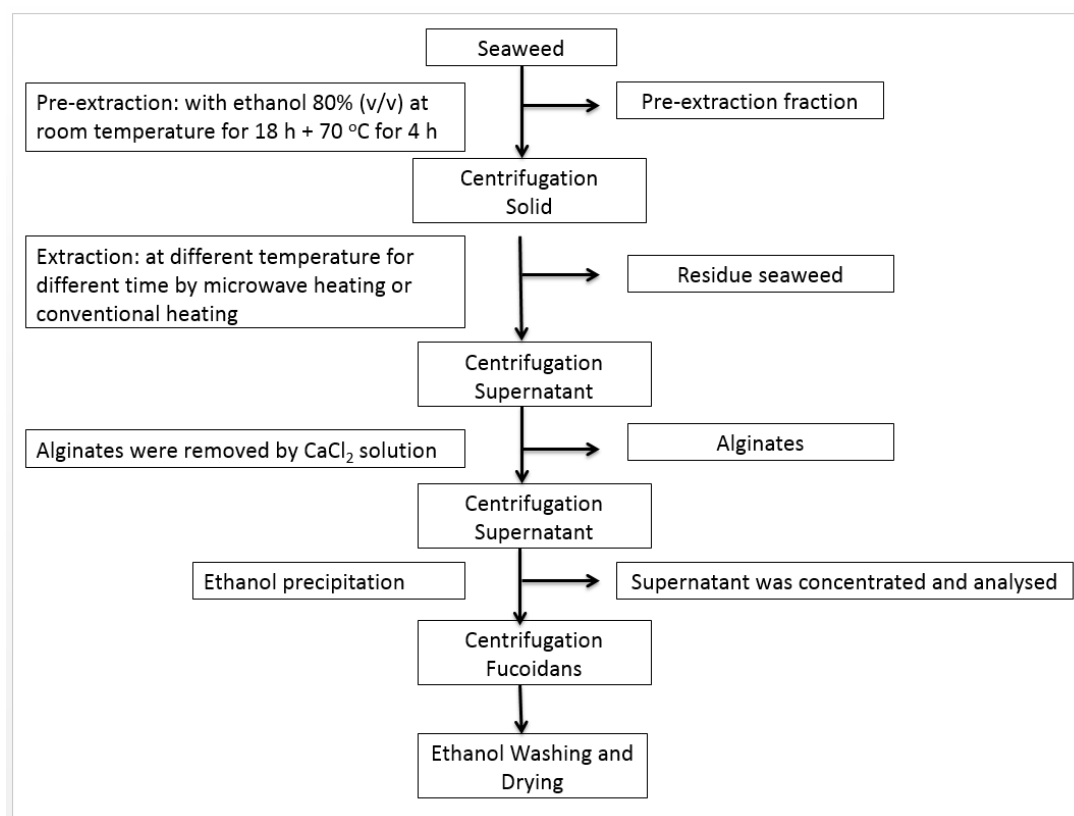 Seaweed
Pre-extraction: with ethanol 80% (v/v) at
room temperature for 18 h + 70 °C for 4 h
Pre-extraction fraction
Centrifugation
Solid
Extraction: at different temperature for
different time by microwave heating or
conventional heating
Residue seaweed
Centrifugation
Supernatant
Alginates were removed by CaCl₂ solution
Alginates
Centrifugation
Supernatant
Ethanol precipitation
Supernatant was concentrated and analysed
Centrifugation
Fucoidans
Ethanol Washing and
Drying